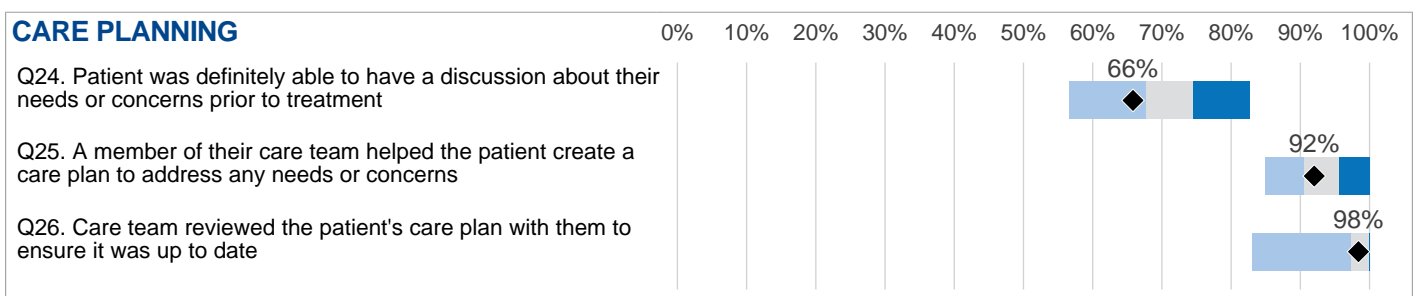 CARE PLANNING
0% 10% 20% 30% 40% 50% 60% 70% 80% 90% 100%
Q24. Patient was definitely able to have a discussion about their
needs or concerns prior to treatment
66%
Q25. A member of their care team helped the patient create a
care plan to address any needs or concerns
92%
Q26. Care team reviewed the patient's care plan with them to
ensure it was up to date
98%